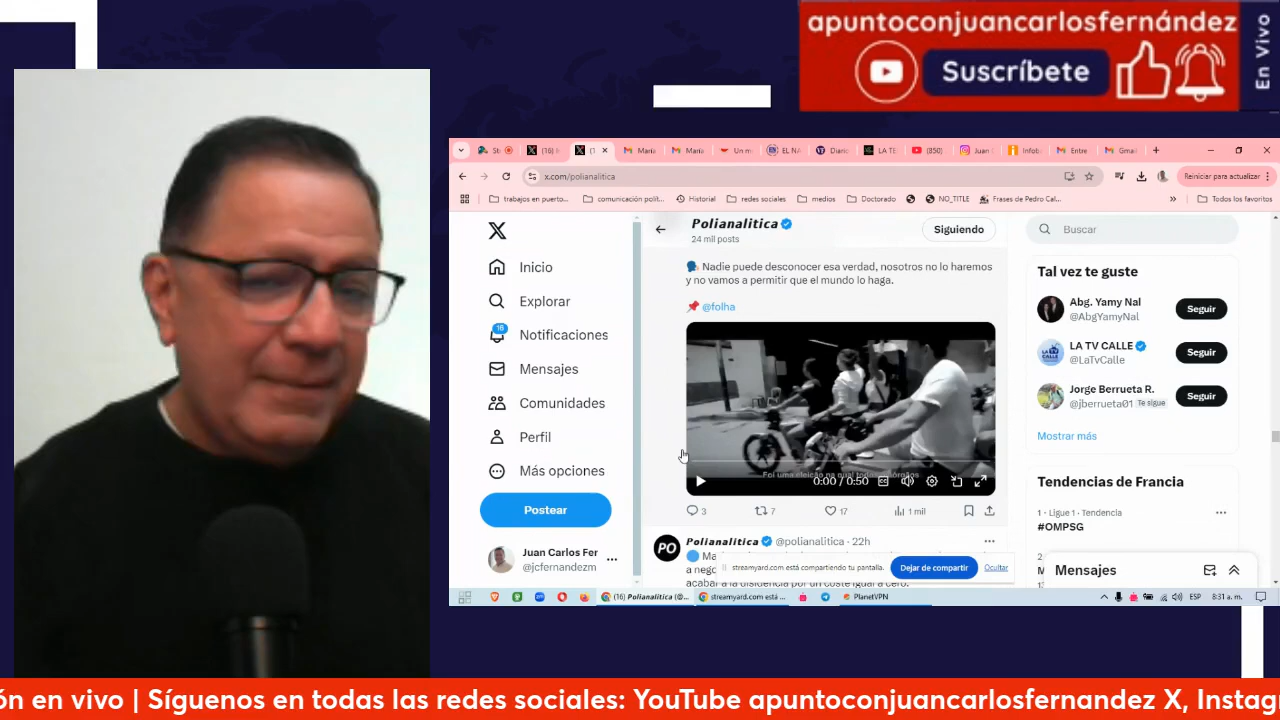 apuntoconjuancarlosfernández
Suscríbete
En Vivo
x.com/polianalitica
Reiniciar para actualizar
trabajos en puerto...
comunicación polít...
Historial
redes sociales
medios
Doctorado
NO_TITLE
Frases de Pedro Cal...
Todos los favoritos
Inicio
Explorar
Notificaciones
16
Mensajes
Comunidades
Perfil
Más opciones
Postear
Juan Carlos Fer
@jcfernandezm
Polianalitica
24 mil posts
Siguiendo
Nadie puede desconocer esa verdad, nosotros no lo haremos
y no vamos a permitir que el mundo lo haga.
@folha
0:00 / 0:50
3
7
17
1 mil
Polianalitica @polianalitica · 22h
a nego
acabar a la disidencia por un coste igual a cero.
streamyard.com está compartiendo tu pantalla.
Dejar de compartir
Ocultar
Buscar
Tal vez te guste
Abg. Yamy Nal
@AbgYamyNal
Seguir
LA TV CALLE
@LaTvCalle
Seguir
Jorge Berrueta R.
@jberrueta01 Te sigue
Seguir
Mostrar más
Tendencias de Francia
1 · Ligue 1 · Tendencia
#OMPSG
Mensajes
(16) Polianalitica (@...
streamyard.com está ...
PlanetVPN
ESP
8:31 a. m.
ón en vivo | Síguenos en todas las redes sociales: YouTube apuntoconjuancarlosfernandez X, Instag